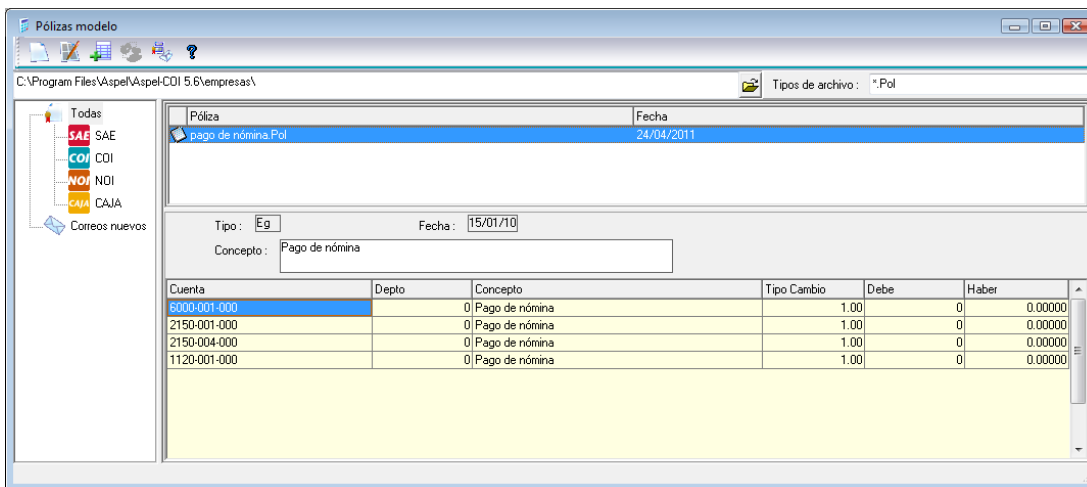 Pólizas modelo
?
C:\Program Files\Aspel\Aspel-COI 5.6\empresas\ Tipos de archivo : *.Pol
Todas
SAE SAE
COI COI
NOI NOI
CAJA CAJA
Correos nuevos
Póliza Fecha
pago de nómina.Pol 24/04/2011
Tipo : Eg Fecha : 15/01/10
Concepto : Pago de nómina
Cuenta Depto Concepto Tipo Cambio Debe Haber
6000-001-000 0 Pago de nómina 1.00 0 0.00000
2150-001-000 0 Pago de nómina 1.00 0 0.00000
2150-004-000 0 Pago de nómina 1.00 0 0.00000
1120-001-000 0 Pago de nómina 1.00 0 0.00000